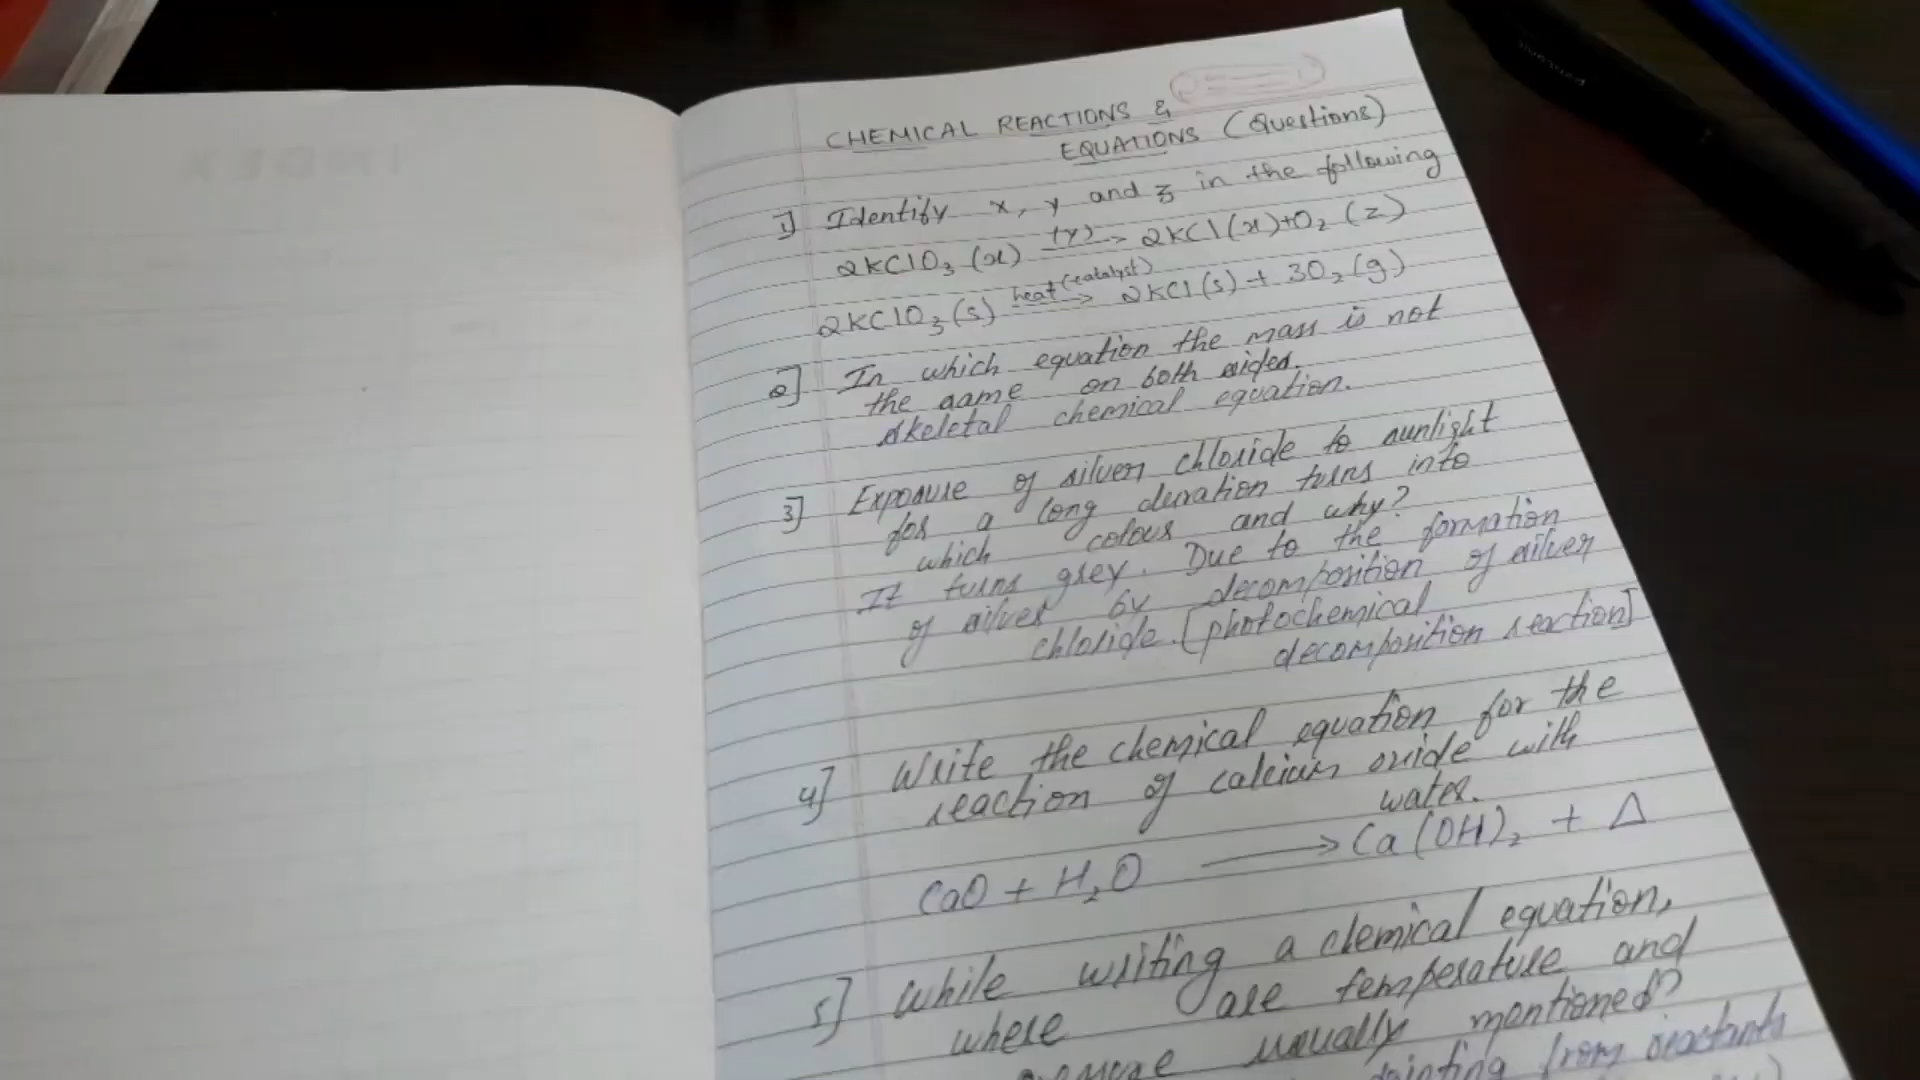 CHEMICAL REACTIONS &
EQUATIONS (Questions)
1] Identify x, y and z in the following
2KClO₃ (x) (y)→ 2KCl(x)+O₂ (z)
2KClO₃(s) heat(catalyst)→ 2KCl(s) + 3O₂(g)
2] In which equation the mass is not
the same on both sides.
skeletal chemical equation.
3] Exposure of silver chloride to sunlight
for a long duration turns into
which colour and why?
It turns grey. Due to the formation
of silver by decomposition of silver
chloride.[photochemical
decomposition reaction]
4] Write the chemical equation for the
reaction of calcium oxide with
water.
CaO + H₂O → Ca(OH)₂ + Δ
5] While writing a chemical equation,
where are temperature and
usually mentioned?
pointing from reactants